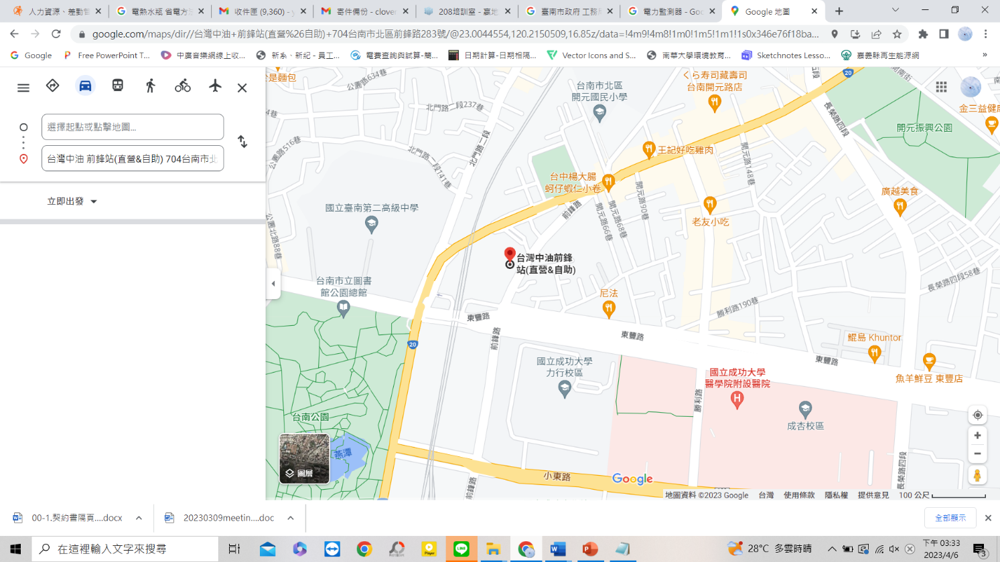 人力資源、差勤管
電熱水瓶 省電方法
收件匣 (9,360) - y
寄件備份 - clover
208培訓室 - 嬴地
臺南市政府 工務局
電力監測器 - Goo
Google 地圖
google.com/maps/dir//台灣中油+前鋒站(直營%26自助)+704台南市北區前鋒路283號/@23.0044554,120.2150509,16.85z/data=!4m9!4m8!1m0!1m5!1m1!1s0x346e76f18ba...
Google
Free PowerPoint T...
中廣音樂網線上收...
新系、新紀 - 員工...
電費查詢與試算-簡...
日期計算-日期相隔...
Vector Icons and S...
南華大學環境教育...
Sketchnotes Lesso...
嘉義縣再生能源網
»
選擇起點或點擊地圖...
台灣中油 前鋒站(直營&自助) 704台南市北
立即出發
是麵包
公園路634巷
台南市北區
開元國民小學
くら寿司藏壽司
台南開元路店
20
開南街
金三益健康
北門路二段237巷
長榮路四段
開元振興公園
公園路516巷
北門路二段
北門路二段141巷
王記好吃雞肉
開元路148巷
台中楊大腸
蚵仔蝦仁小卷
開元路90巷
廣越美食
國立臺南第二高級中學
前鋒路
開元路68巷
開元路66巷
老友小吃
公園北路88巷
台灣中油前鋒
站(直營&自助)
台南市立圖書
館公園總館
長榮路四段58巷
尼法
勝利路190巷
東豐路
前鋒路
東豐路
20
鯤島 Khuntor
東豐路
國立成功大學
力行校區
國立成功大學
醫學院附設醫院
魚羊鮮豆 東豐店
勝利路
台南公園
成杏校區
燕潭
圖層
小東路
前鋒路
長榮路四段
Google
地圖資料 ©2023 Google
台灣
使用條款
隱私權
提供意見
100 公尺
00-1.契約書隔頁....docx
20230309meetin....doc
全部顯示
在這裡輸入文字來搜尋
28°C 多雲時晴
下午 03:33
2023/4/6